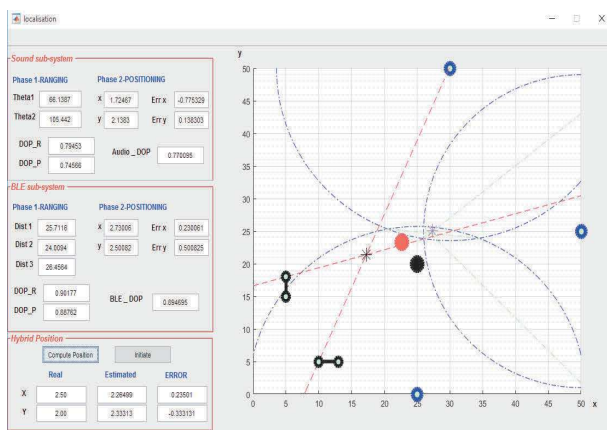 localisation
Sound sub-system
Phase 1-RANGING Phase 2-POSITIONING
Theta1 66.1387 x 1.72467 Err x -0.775329
Theta2 105.442 y 2.1383 Err y 0.138303
DOP_R 0.79453
DOP_P 0.74566
Audio _ DOP 0.770095
BLE sub-system
Phase 1-RANGING Phase 2-POSITIONING
Dist 1 25.7116 x 2.73006 Err x 0.230061
Dist 2 24.0094 y 2.50082 Err y 0.500825
Dist 3 26.4584
DOP_R 0.90177
DOP_P 0.88762
BLE _ DOP 0.894695
Hybrid Position
Compute Position Initiate
Real Estimated ERROR
X 2.50 2.26499 0.23501
Y 2.00 2.33313 -0.333131
y
50
45
40
35
30
25
20
15
10
5
0
0 5 10 15 20 25 30 35 40 45 50 x